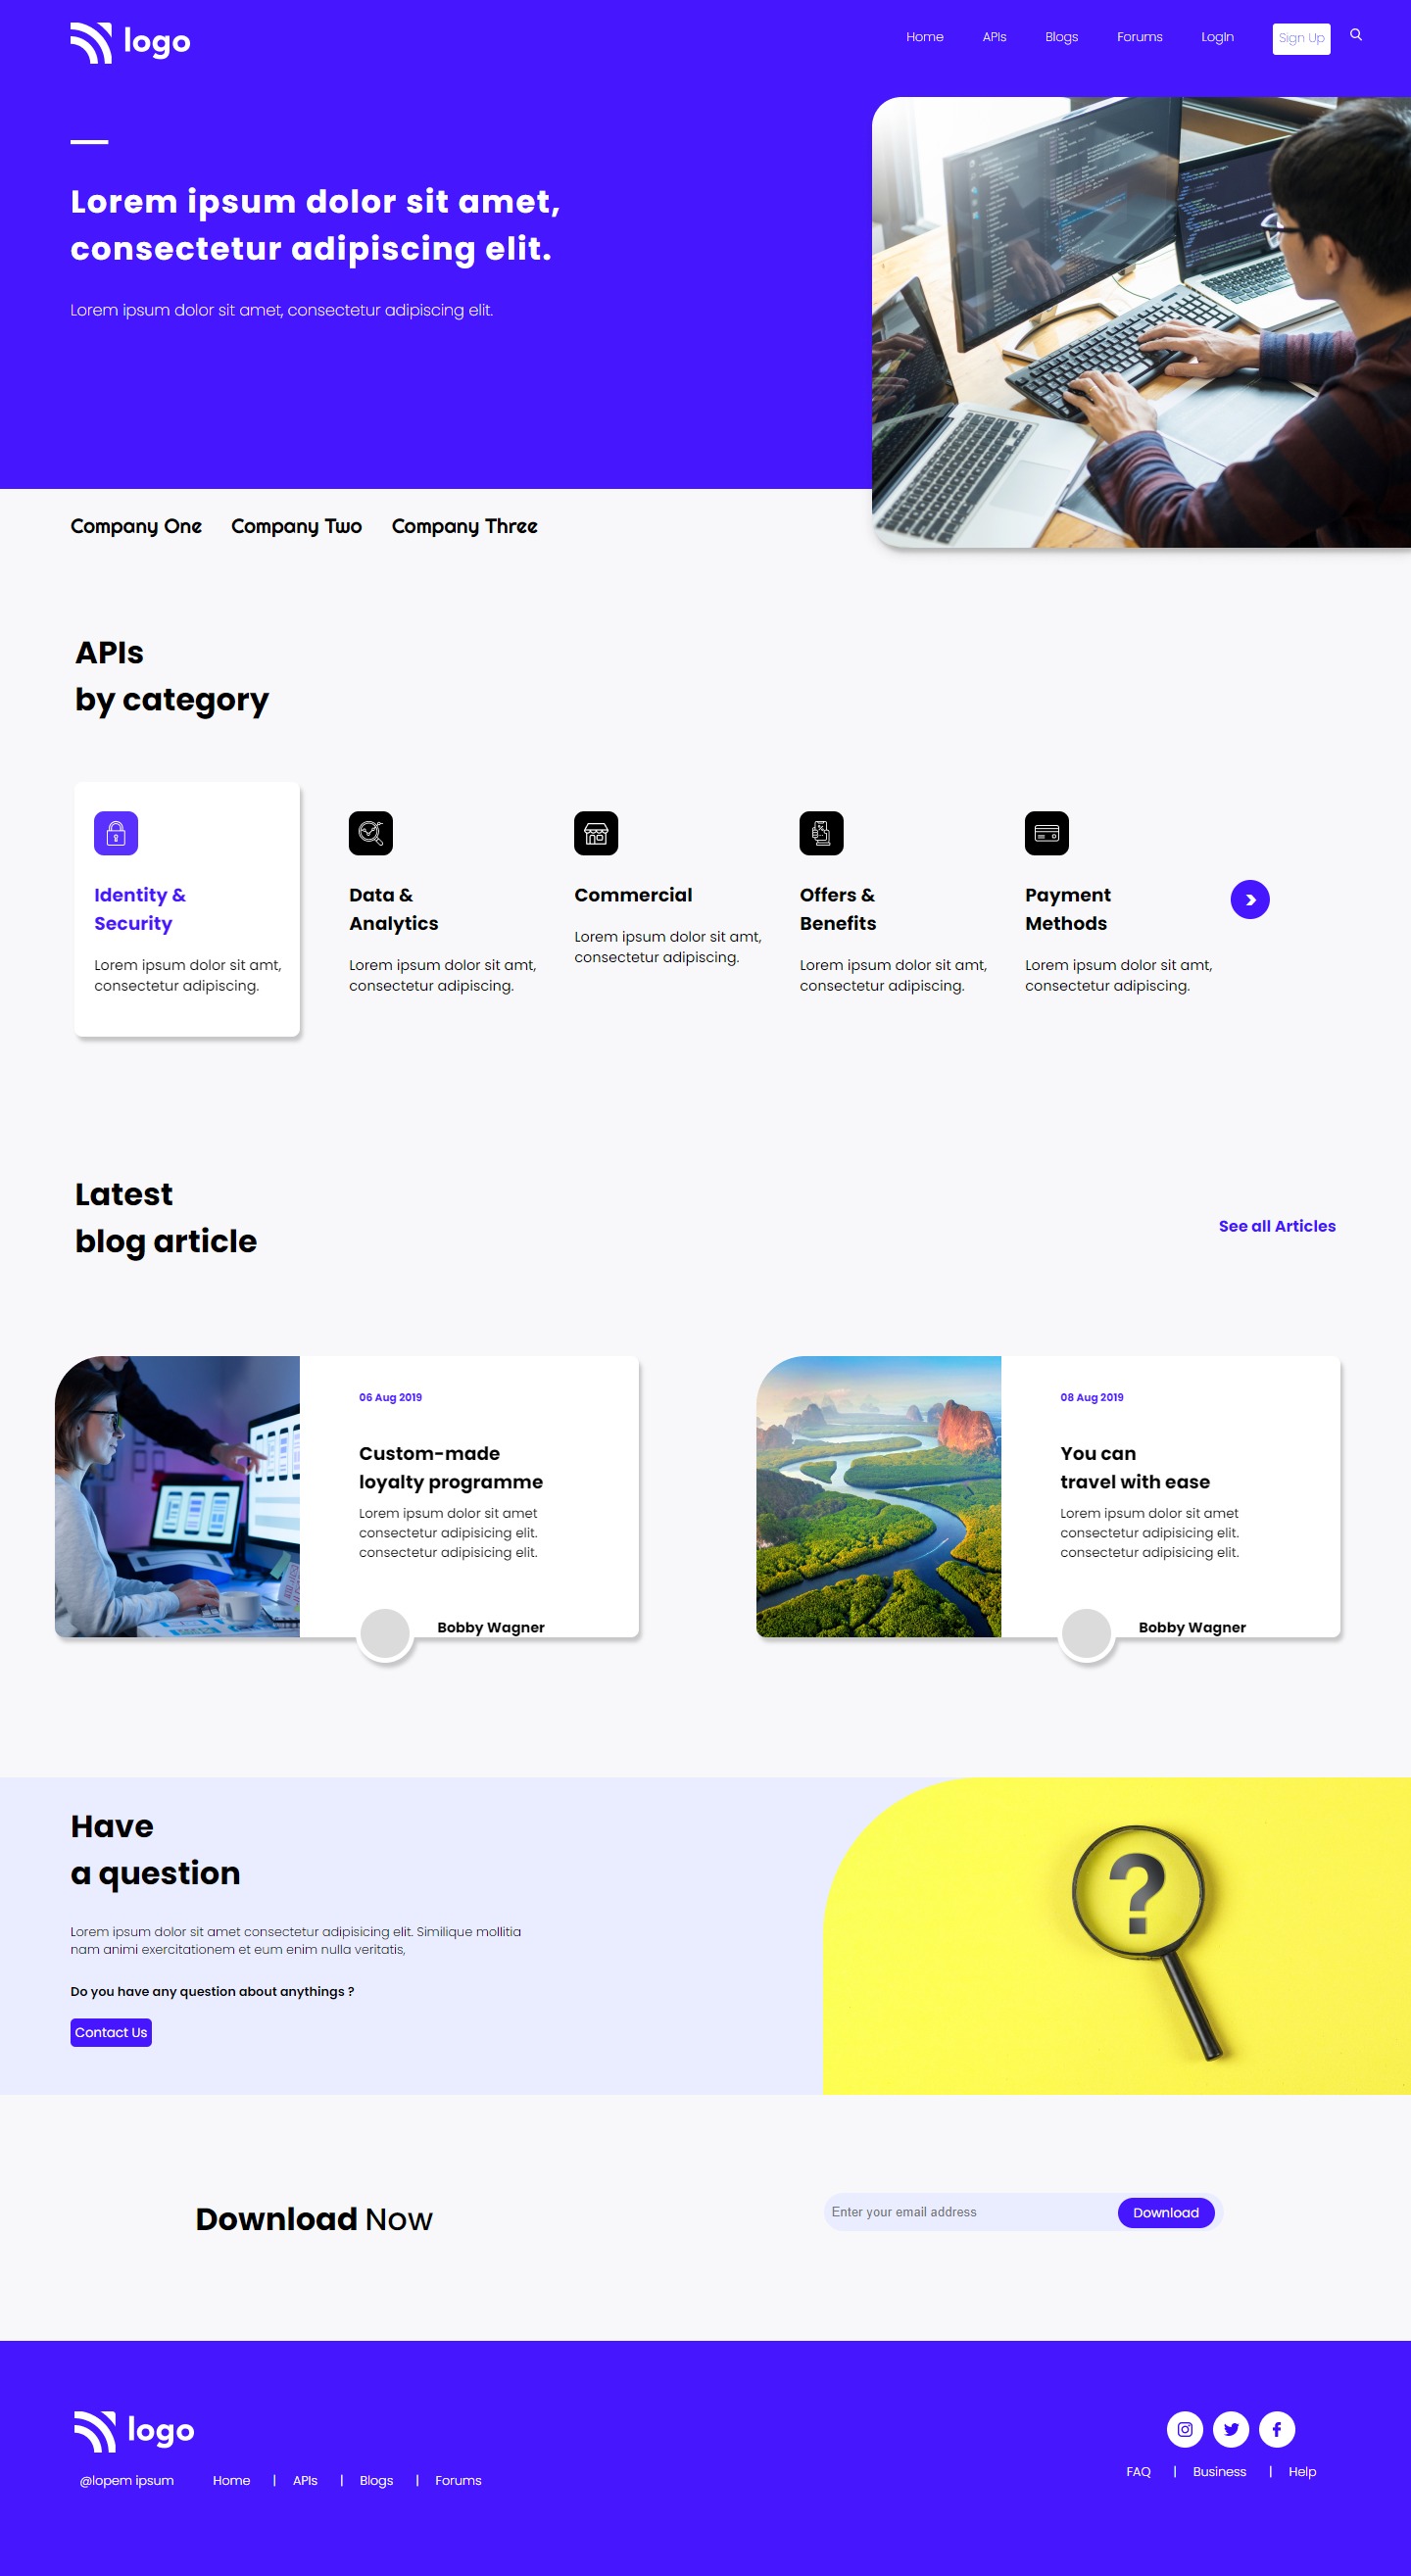 logo
Home APIs Blogs Forums LogIn Sign Up
Lorem ipsum dolor sit amet,
consectetur adipiscing elit.
Lorem ipsum dolor sit amet, consectetur adipiscing elit.
Company One Company Two Company Three
APIs
by category
Identity &
Security
Lorem ipsum dolor sit amt,
consectetur adipiscing.
Data &
Analytics
Lorem ipsum dolor sit amt,
consectetur adipiscing.
Commercial
Lorem ipsum dolor sit amt,
consectetur adipiscing.
Offers &
Benefits
Lorem ipsum dolor sit amt,
consectetur adipiscing.
Payment
Methods
Lorem ipsum dolor sit amt,
consectetur adipiscing.
Latest
blog article
See all Articles
06 Aug 2019
Custom-made
loyalty programme
Lorem ipsum dolor sit amet
consectetur adipisicing elit.
consectetur adipisicing elit.
Bobby Wagner
08 Aug 2019
You can
travel with ease
Lorem ipsum dolor sit amet
consectetur adipisicing elit.
consectetur adipisicing elit.
Bobby Wagner
Have
a question
Lorem ipsum dolor sit amet consectetur adipisicing elit. Similique mollitia
nam animi exercitationem et eum enim nulla veritatis,
Do you have any question about anythings ?
Contact Us
?
Download Now
Enter your email address
Download
logo
@lopem ipsum Home | APIs | Blogs | Forums
FAQ | Business | Help